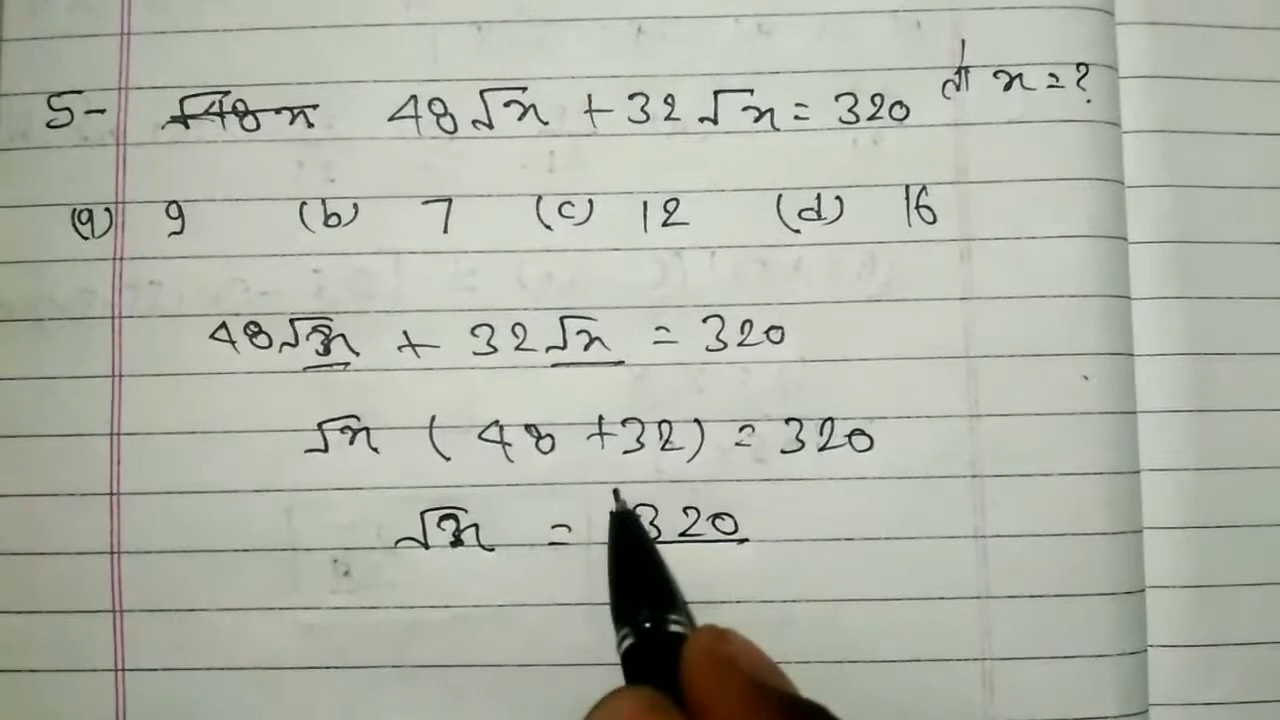 5- √48x 48√x + 32√x = 320 तो x = ?
(a) 9 (b) 7 (c) 12 (d) 16
48√x + 32√x = 320
√x ( 48 + 32) = 320
√x = 320